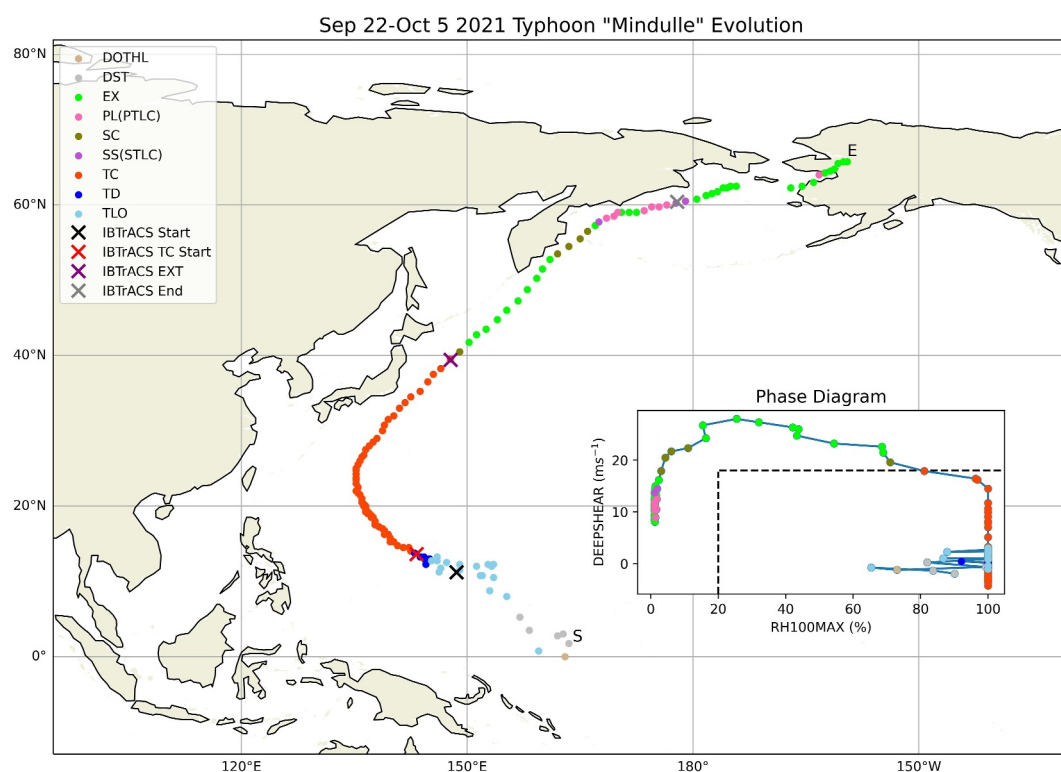 Sep 22-Oct 5 2021 Typhoon "Mindulle" Evolution
80°N
60°N
40°N
20°N
0°
DOTHL
DST
EX
PL(PTLC)
SC
SS(STLC)
TC
TD
TLO
IBTrACS Start
IBTrACS TC Start
IBTrACS EXT
IBTrACS End
E
S
Phase Diagram
DEEPSHEAR (ms⁻¹)
20
10
0
0 20 40 60 80 100
RH100MAX (%)
120°E 150°E 180° 150°W